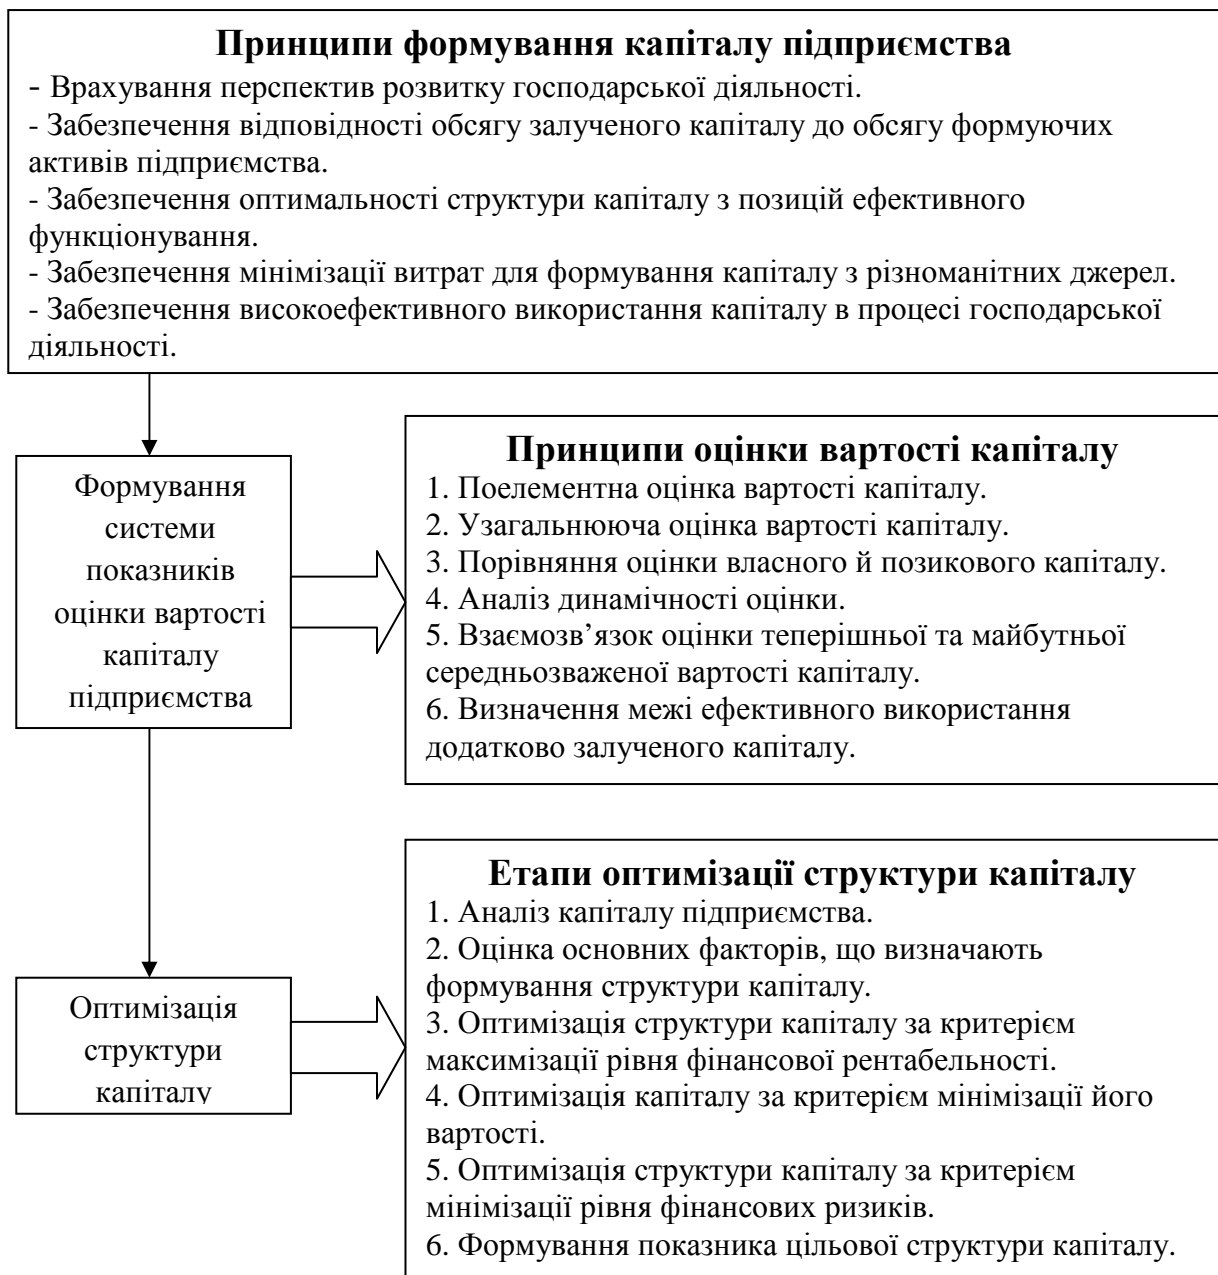 Принципи формування капіталу підприємства
- Врахування перспектив розвитку господарської діяльності.
- Забезпечення відповідності обсягу залученого капіталу до обсягу формуючих
активів підприємства.
- Забезпечення оптимальності структури капіталу з позицій ефективного
функціонування.
- Забезпечення мінімізації витрат для формування капіталу з різноманітних джерел.
- Забезпечення високоефективного використання капіталу в процесі господарської
діяльності.
Формування
системи
показників
оцінки вартості
капіталу
підприємства
Принципи оцінки вартості капіталу
1. Поелементна оцінка вартості капіталу.
2. Узагальнююча оцінка вартості капіталу.
3. Порівняння оцінки власного й позикового капіталу.
4. Аналіз динамічності оцінки.
5. Взаємозв’язок оцінки теперішньої та майбутньої
середньозваженої вартості капіталу.
6. Визначення межі ефективного використання
додатково залученого капіталу.
Оптимізація
структури
капіталу
Етапи оптимізації структури капіталу
1. Аналіз капіталу підприємства.
2. Оцінка основних факторів, що визначають
формування структури капіталу.
3. Оптимізація структури капіталу за критерієм
максимізації рівня фінансової рентабельності.
4. Оптимізація капіталу за критерієм мінімізації його
вартості.
5. Оптимізація структури капіталу за критерієм
мінімізації рівня фінансових ризиків.
6. Формування показника цільової структури капіталу.